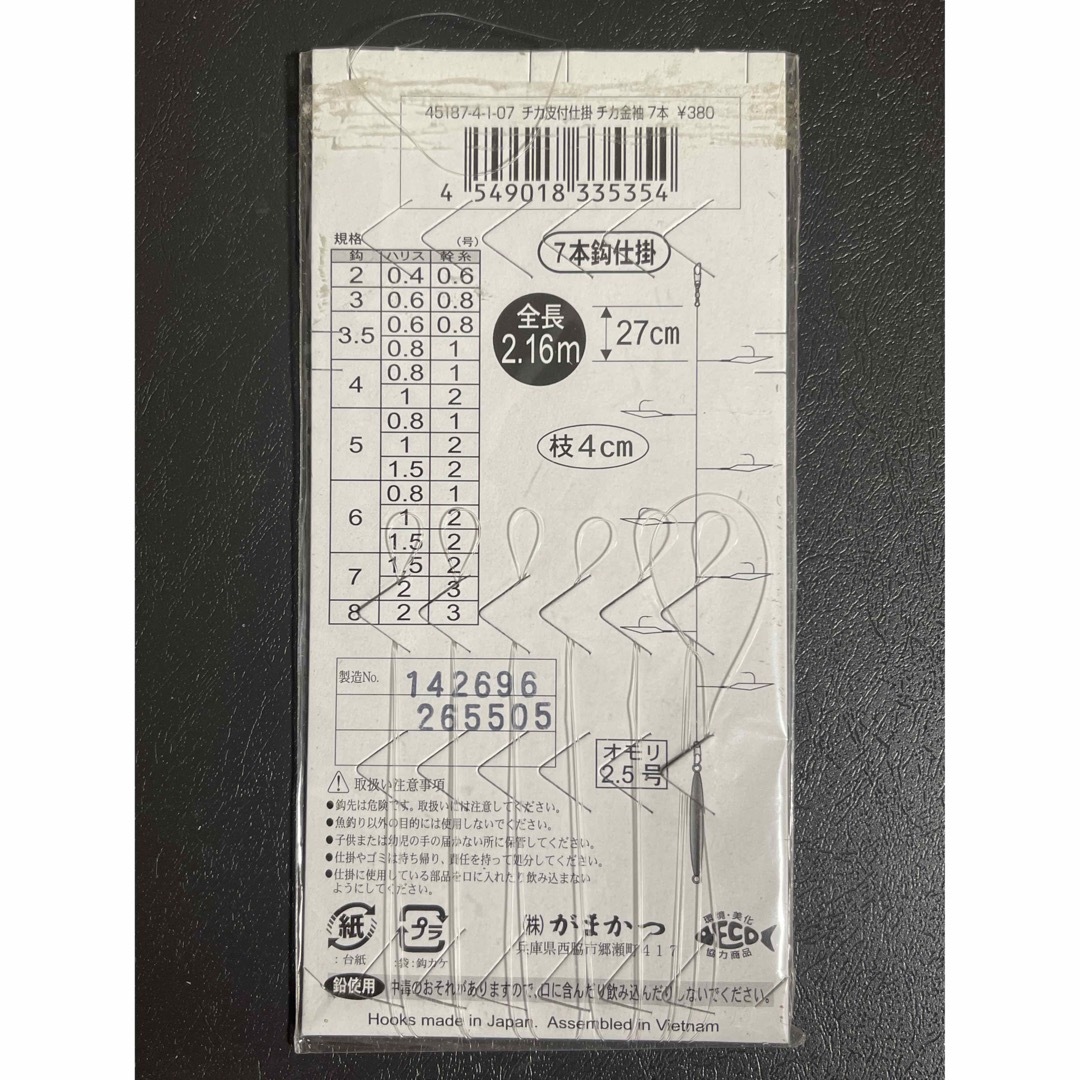 45187-4-1-07 チカ皮付仕掛 チカ金袖 7本 ¥380
4 549018 335354
規格 (号)
鈎 ハリス 幹糸
2 0.4 0.6
3 0.6 0.8
3.5 0.6 0.8
0.8 1
4 0.8 1
1 2
5 0.8 1
1 2
1.5 2
6 0.8 1
1 2
1.5 2
7 1.5 2
2 3
8 2 3
7本鈎仕掛
全長
2.16m
27cm
枝4cm
製造No. 142696
265505
オモリ
2.5号
取扱い注意事項
●鈎先は危険です。取扱いには注意してください。
●魚釣り以外の目的には使用しないでください。
●子供または幼児の手の届かない所に保管してください。
●仕掛やゴミは持ち帰り、責任を持って処分してください。
●仕掛に使用している部品を口に入れたり飲み込まない
ようにしてください。
紙
:台紙
プラ
:袋:鈎カケ
(株)がまかつ
兵庫県西脇市郷瀬町417
環境・美化
ECO
協力商品
鉛使用 中毒のおそれがありますので、口に含んだり飲み込んだりしないでください。
Hooks made in Japan. Assembled in Vietnam